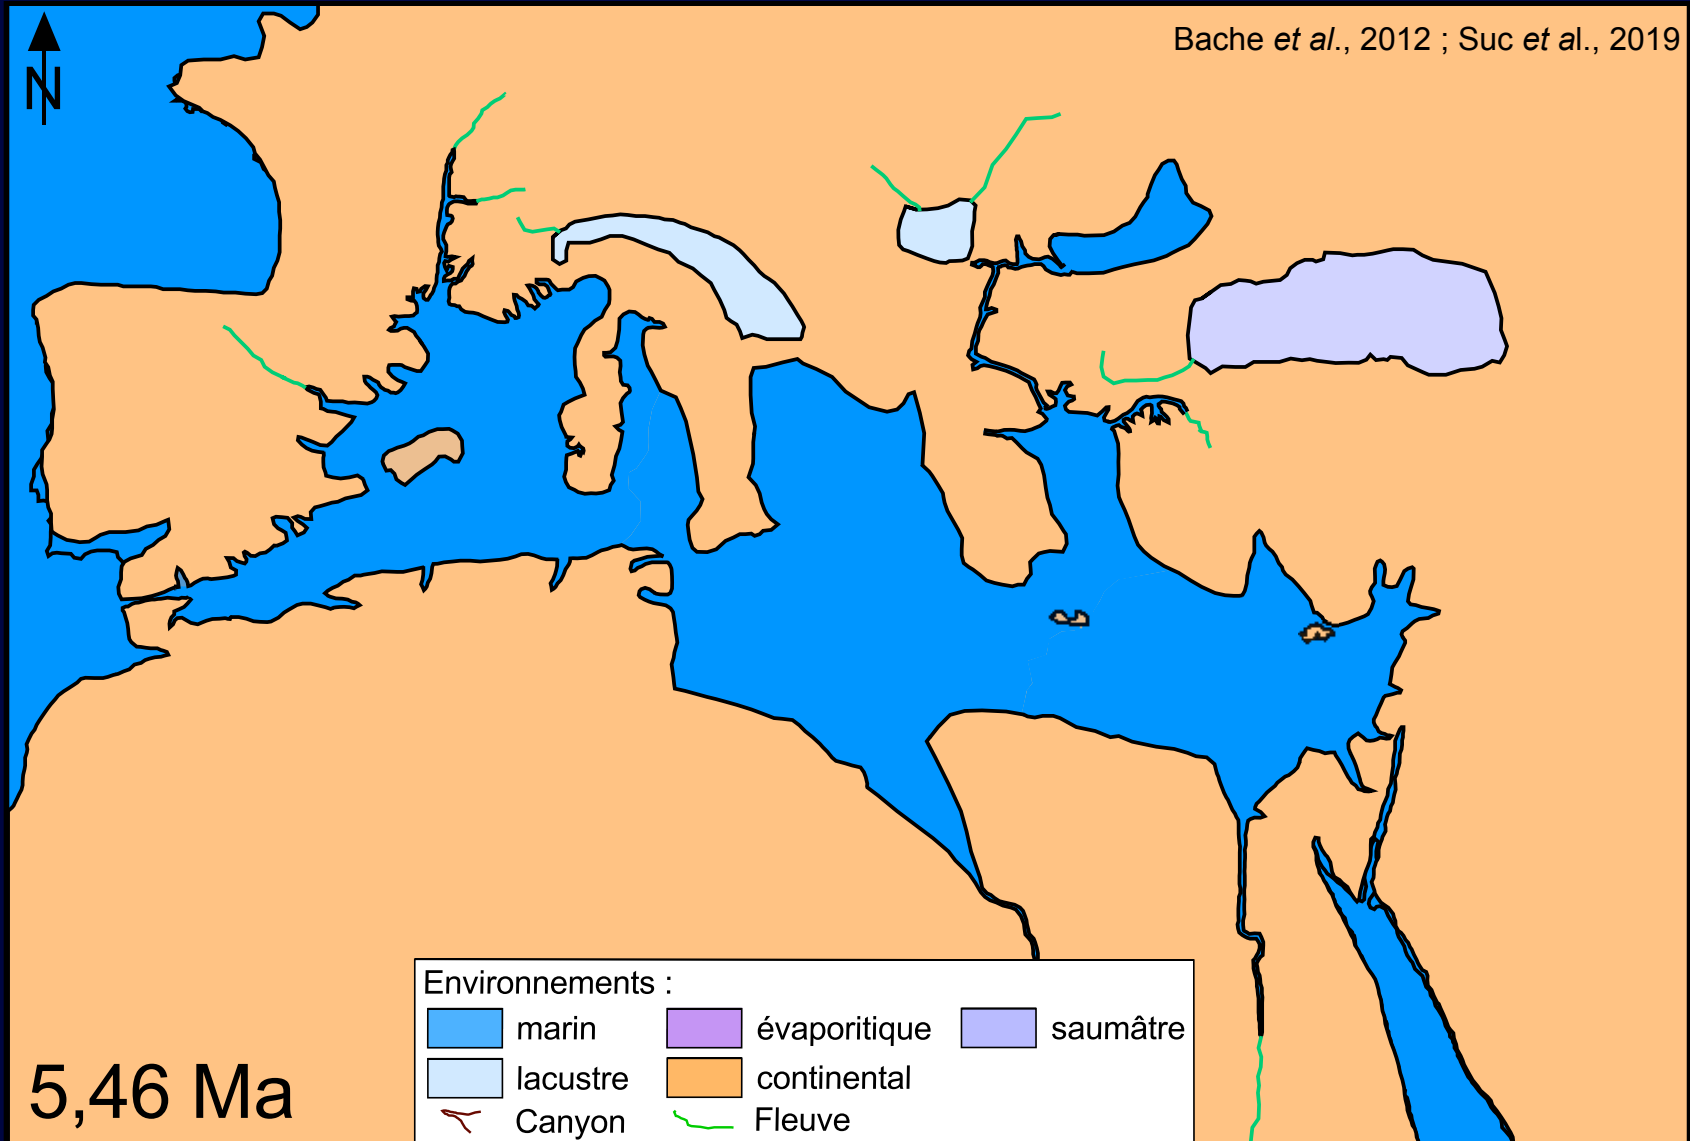 N
Bache et al., 2012 ; Suc et al., 2019
Environnements :
marin
évaporitique
saumâtre
lacustre
continental
Canyon
Fleuve
5,46 Ma